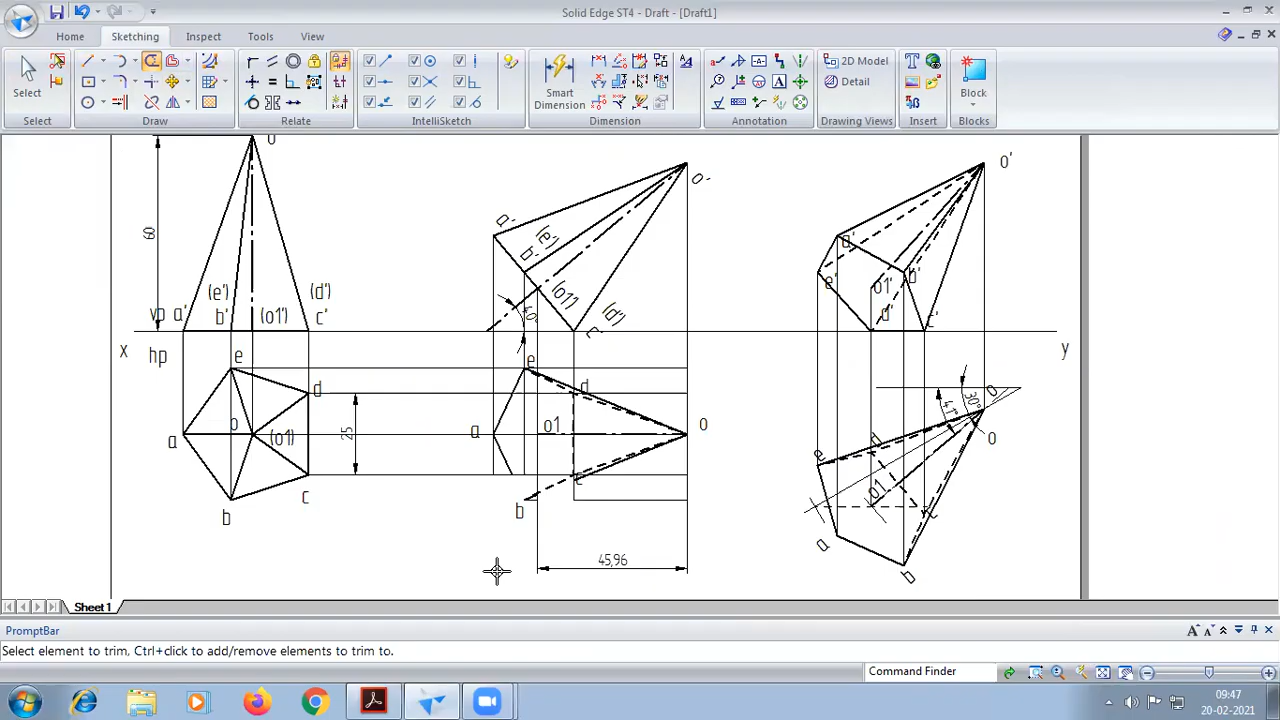 Solid Edge ST4 - Draft - [Draft1]
Home Sketching Inspect Tools View
Select
Smart Dimension
A
T
2D Model
Detail
Block
Select Draw Relate IntelliSketch Dimension Annotation Drawing Views Insert Blocks
o
60
(e') (d')
vp a' b' (o1') c'
x hp
e
d
a o (o1)
25
b c
o'
a'
b' (e')
(o1') (d')
40°
c'
e
d
a o1 o
c
b
45,96
o'
a'
e' o1' b'
d' c'
y
41° 30° o
o
e
o1
c
a
b
Sheet 1
PromptBar
Select element to trim, Ctrl+click to add/remove elements to trim to.
Command Finder
09:47
20-02-2021